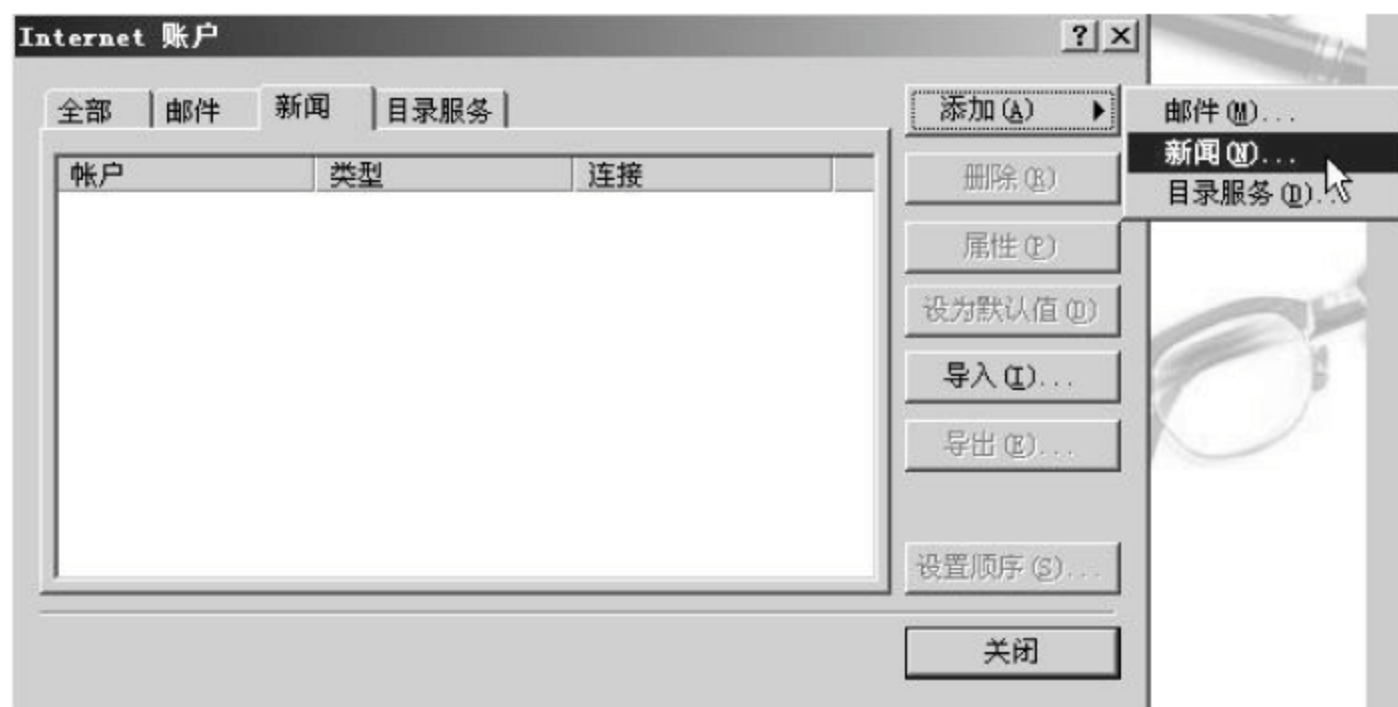 Internet 账户
? ×
全部 邮件 新闻 目录服务
帐户 类型 连接
添加(A)
删除(R)
属性(P)
设为默认值(D)
导入(I)...
导出(E)...
设置顺序(S)...
关闭
邮件(M)...
新闻(N)...
目录服务(D)...